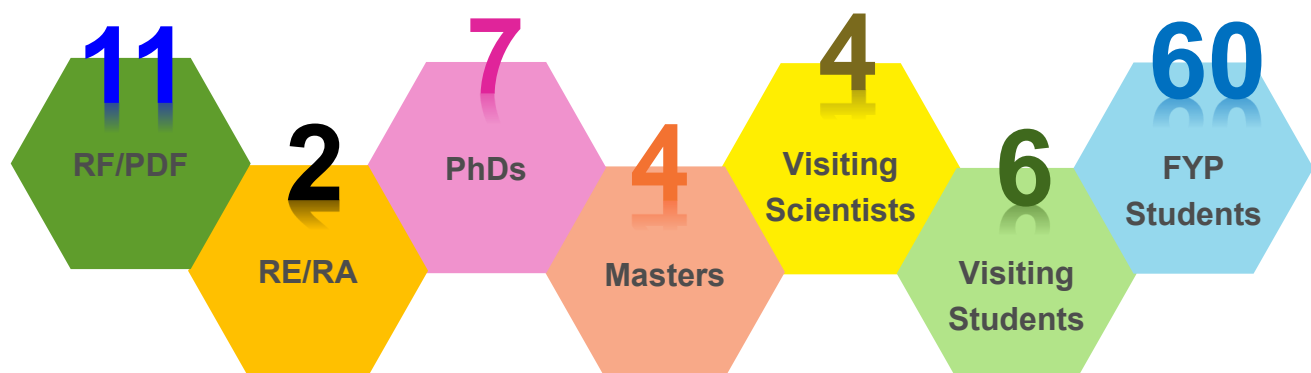 11
RF/PDF
2
RE/RA
7
PhDs
4
Masters
4
Visiting
Scientists
6
Visiting
Students
60
FYP
Students